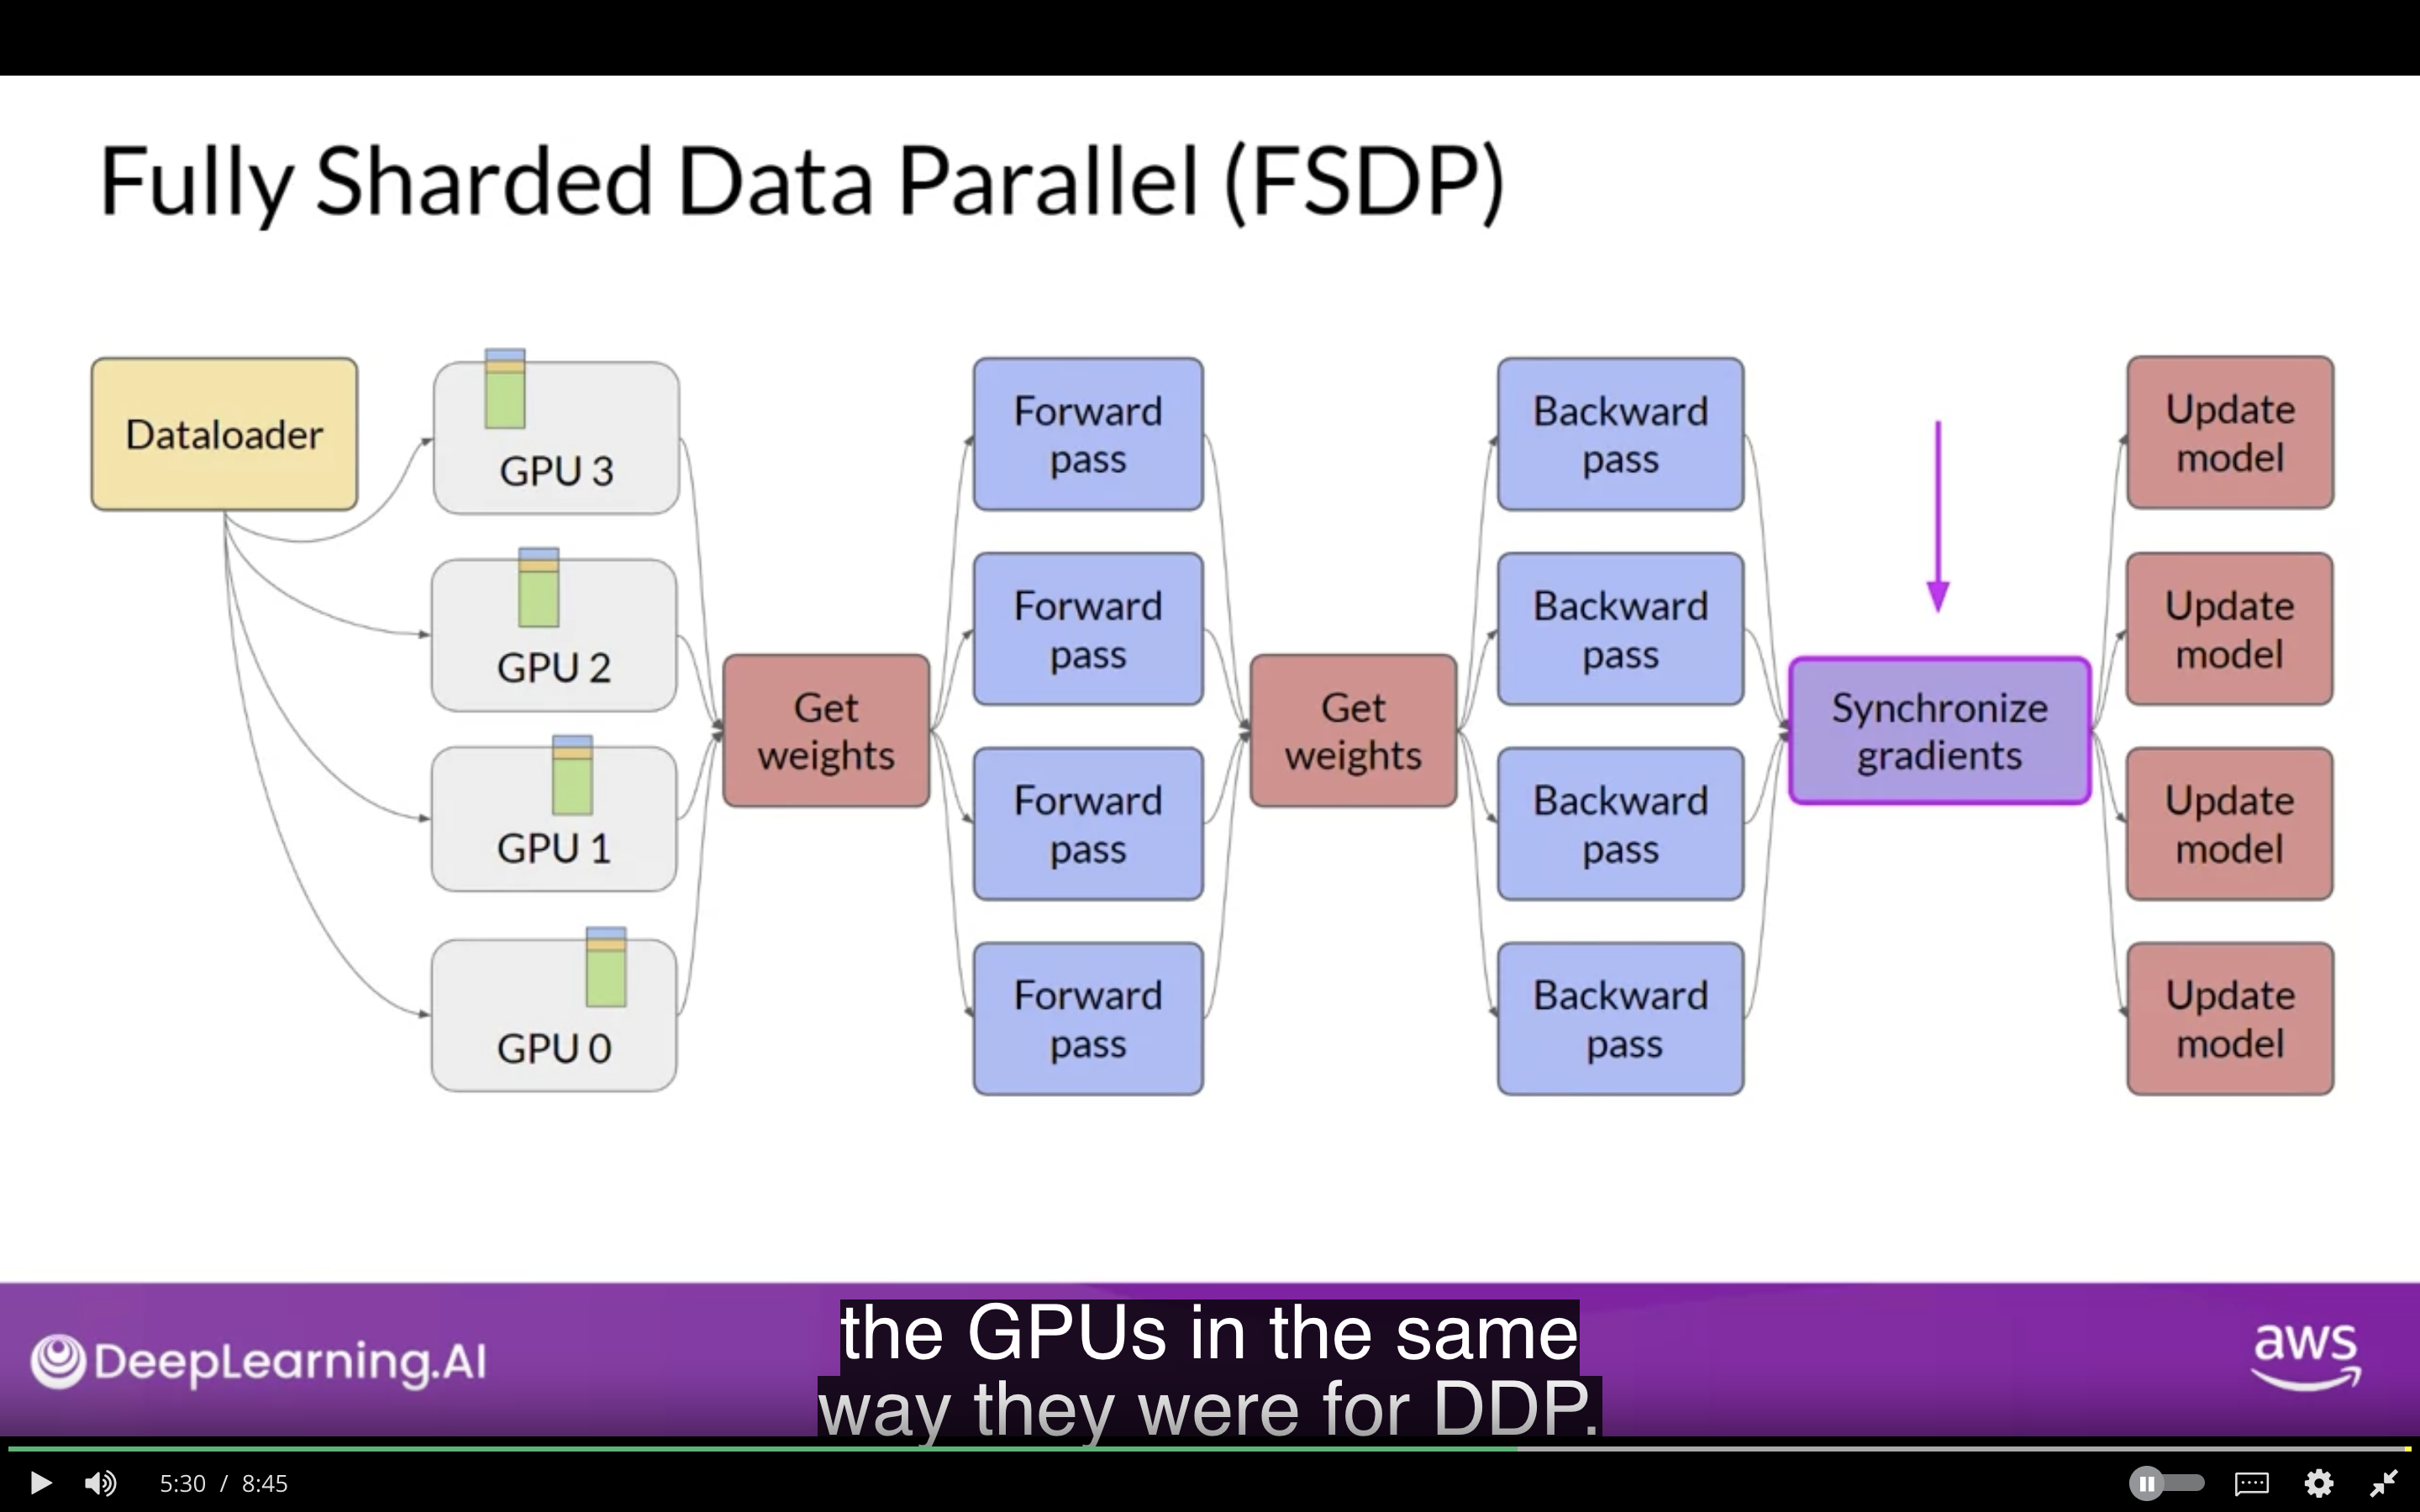 Fully Sharded Data Parallel (FSDP)
Dataloader
GPU 3
GPU 2
GPU 1
GPU 0
Get
weights
Forward
pass
Forward
pass
Forward
pass
Forward
pass
Get
weights
Backward
pass
Backward
pass
Backward
pass
Backward
pass
Synchronize
gradients
Update
model
Update
model
Update
model
Update
model
DeepLearning.AI
the GPUs in the same
way they were for DDP.
aws
5:30 / 8:45